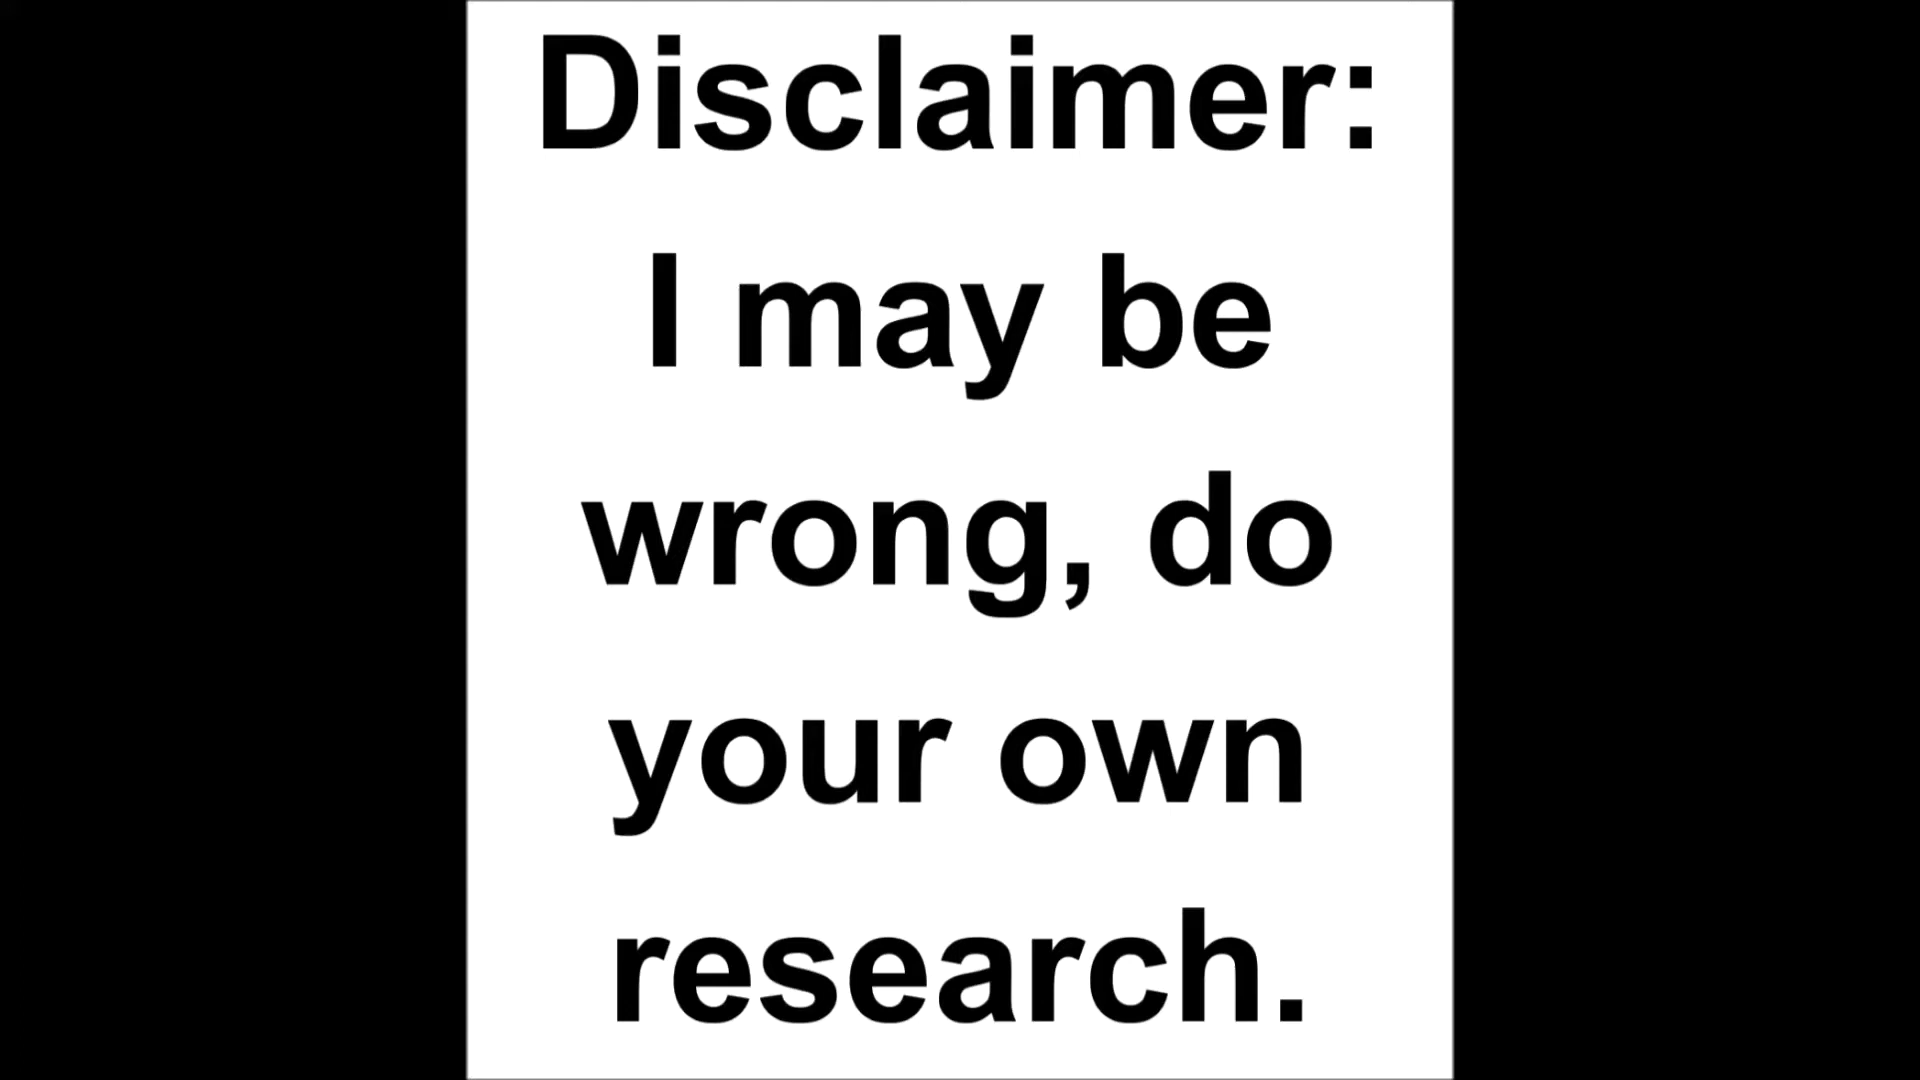 Disclaimer:
I may be
wrong, do
your own
research.